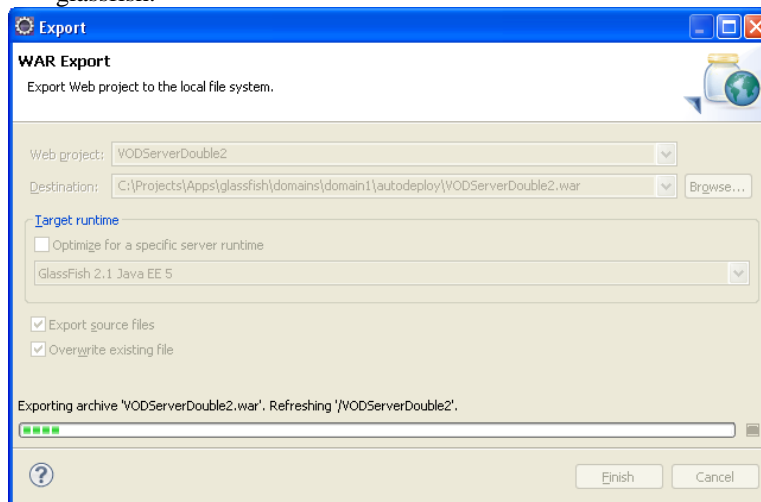 glassfish.
Export
WAR Export
Export Web project to the local file system.
Web project: VODServerDouble2
Destination: C:\Projects\Apps\glassfish\domains\domain1\autodeploy\VODServerDouble2.war Browse...
Target runtime
Optimize for a specific server runtime
GlassFish 2.1 Java EE 5
Export source files
Overwrite existing file
Exporting archive 'VODServerDouble2.war'. Refreshing '/VODServerDouble2'.
? Finish Cancel